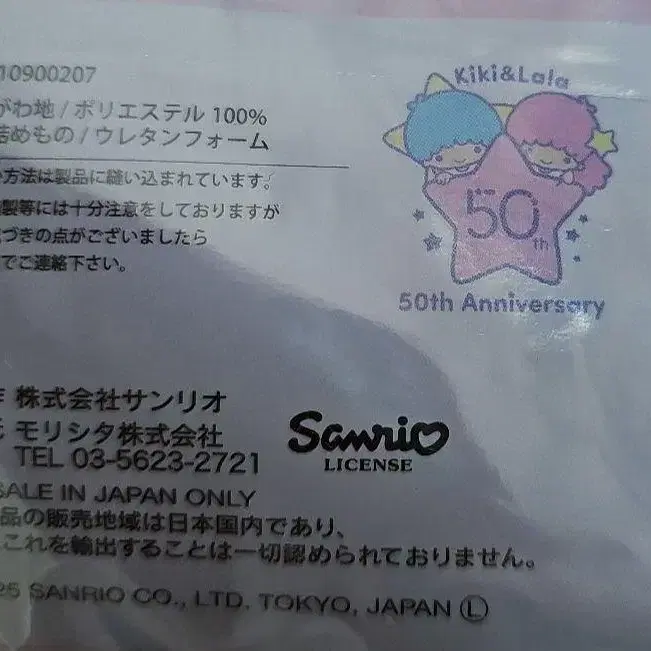 10900207
がわ地/ポリエステル 100%
詰めもの/ウレタンフォーム
方法は製品に縫い込まれています。
製等には十分注意をしておりますが
づきの点がございましたら
でご連絡下さい。
Kiki&Lala
50th
50th Anniversary
株式会社サンリオ
モリシタ株式会社
TEL 03-5623-2721
Sanrio
LICENSE
SALE IN JAPAN ONLY
品の販売地域は日本国内であり、
これを輸出することは一切認められておりません。
25 SANRIO CO., LTD. TOKYO, JAPAN Ⓛ